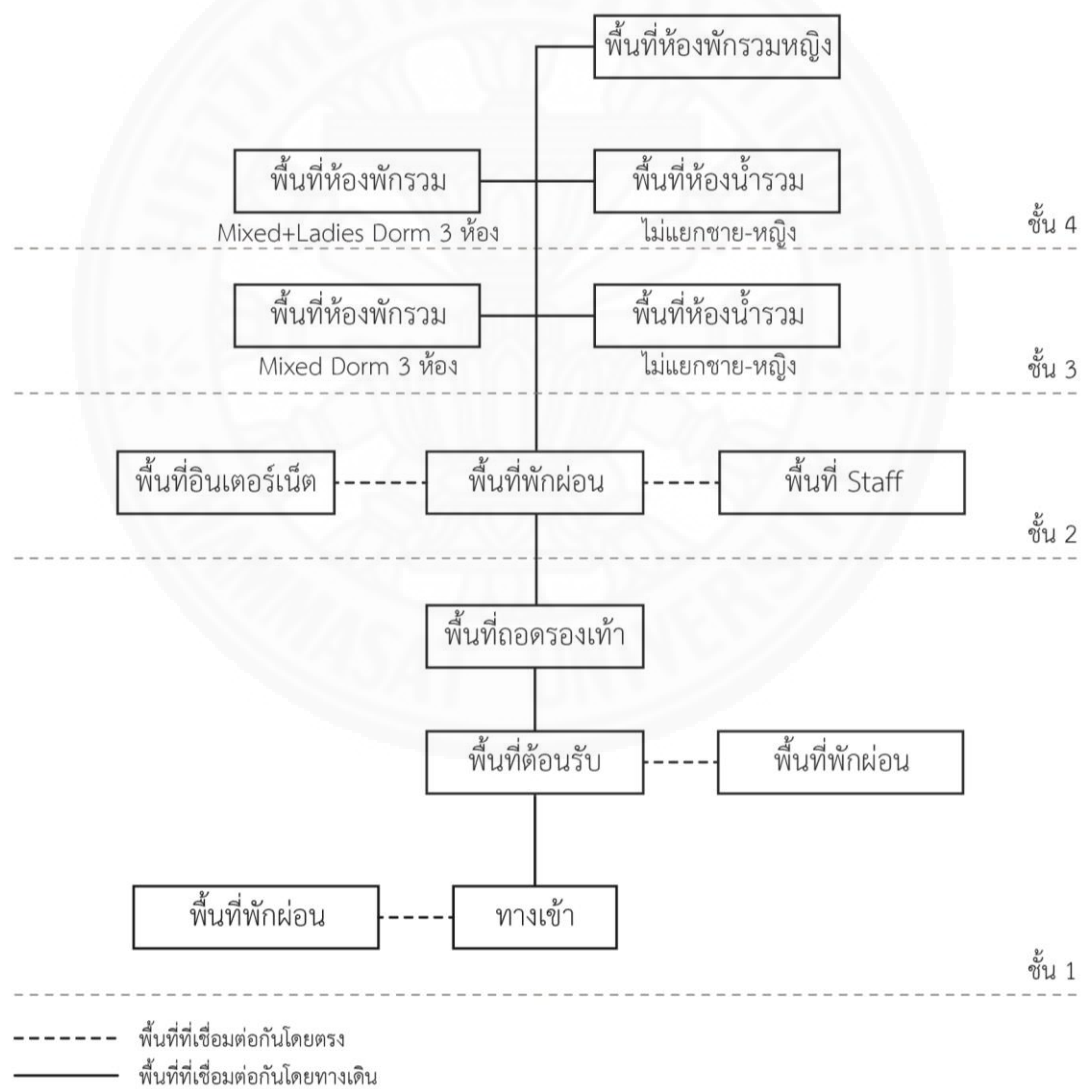 พื้นที่ห้องพักรวมหญิง
พื้นที่ห้องพักรวม
พื้นที่ห้องน้ำรวม
Mixed+Ladies Dorm 3 ห้อง
ไม่แยกชาย-หญิง
ชั้น 4
พื้นที่ห้องพักรวม
พื้นที่ห้องน้ำรวม
Mixed Dorm 3 ห้อง
ไม่แยกชาย-หญิง
ชั้น 3
พื้นที่อินเตอร์เน็ต
พื้นที่พักผ่อน
พื้นที่ Staff
ชั้น 2
พื้นที่ถอดรองเท้า
พื้นที่ต้อนรับ
พื้นที่พักผ่อน
พื้นที่พักผ่อน
ทางเข้า
ชั้น 1
พื้นที่ที่เชื่อมต่อกันโดยตรง
พื้นที่ที่เชื่อมต่อกันโดยทางเดิน